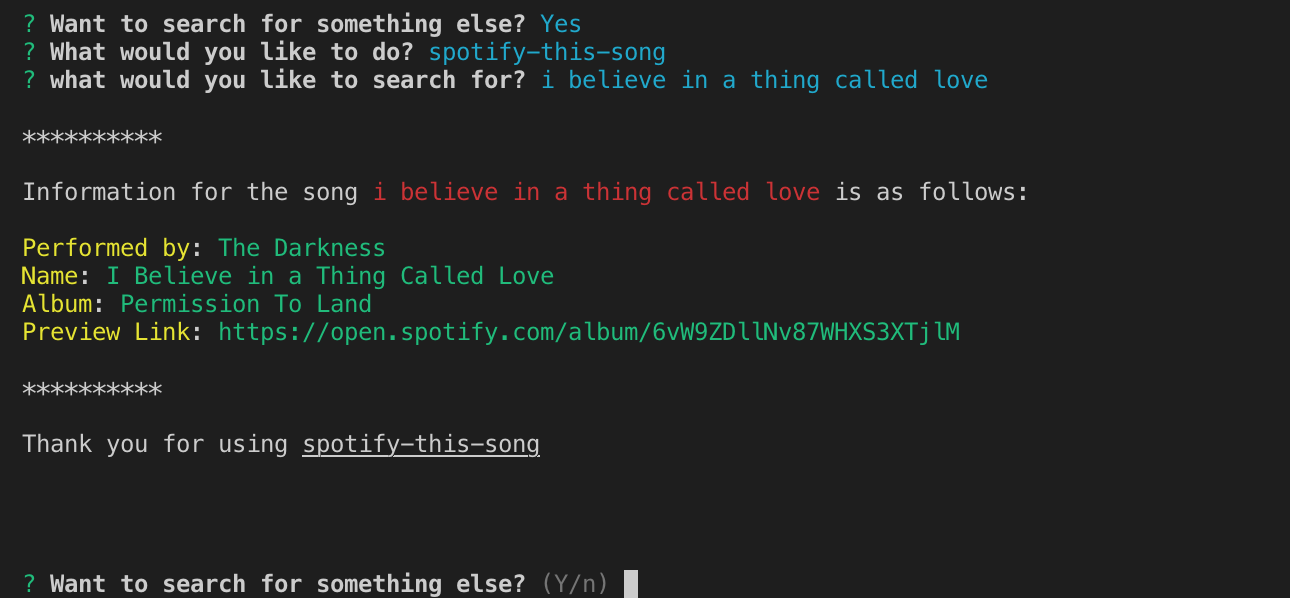 ? Want to search for something else? Yes
? What would you like to do? spotify-this-song
? what would you like to search for? i believe in a thing called love
**********
Information for the song i believe in a thing called love is as follows:
Performed by: The Darkness
Name: I Believe in a Thing Called Love
Album: Permission To Land
Preview Link: https://open.spotify.com/album/6vW9ZDllNv87WHXS3XTjlM
**********
Thank you for using spotify-this-song
? Want to search for something else? (Y/n)